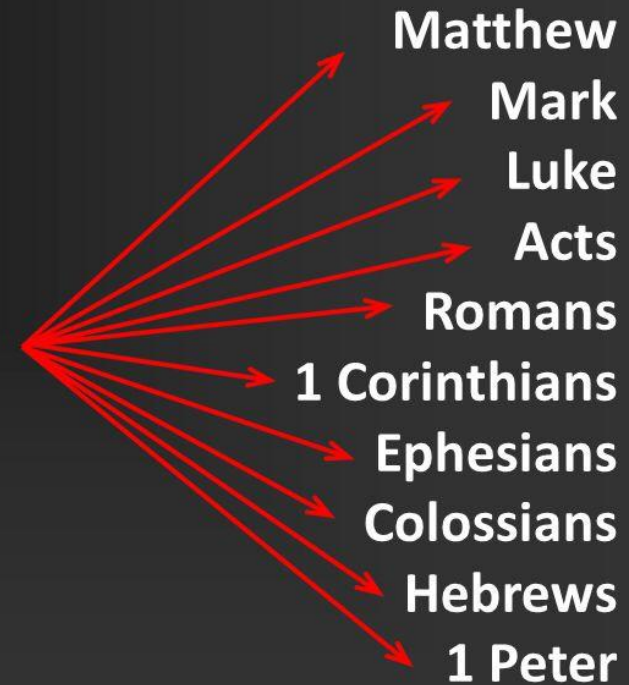 Matthew
Mark
Luke
Acts
Romans
1 Corinthians
Ephesians
Colossians
Hebrews
1 Peter